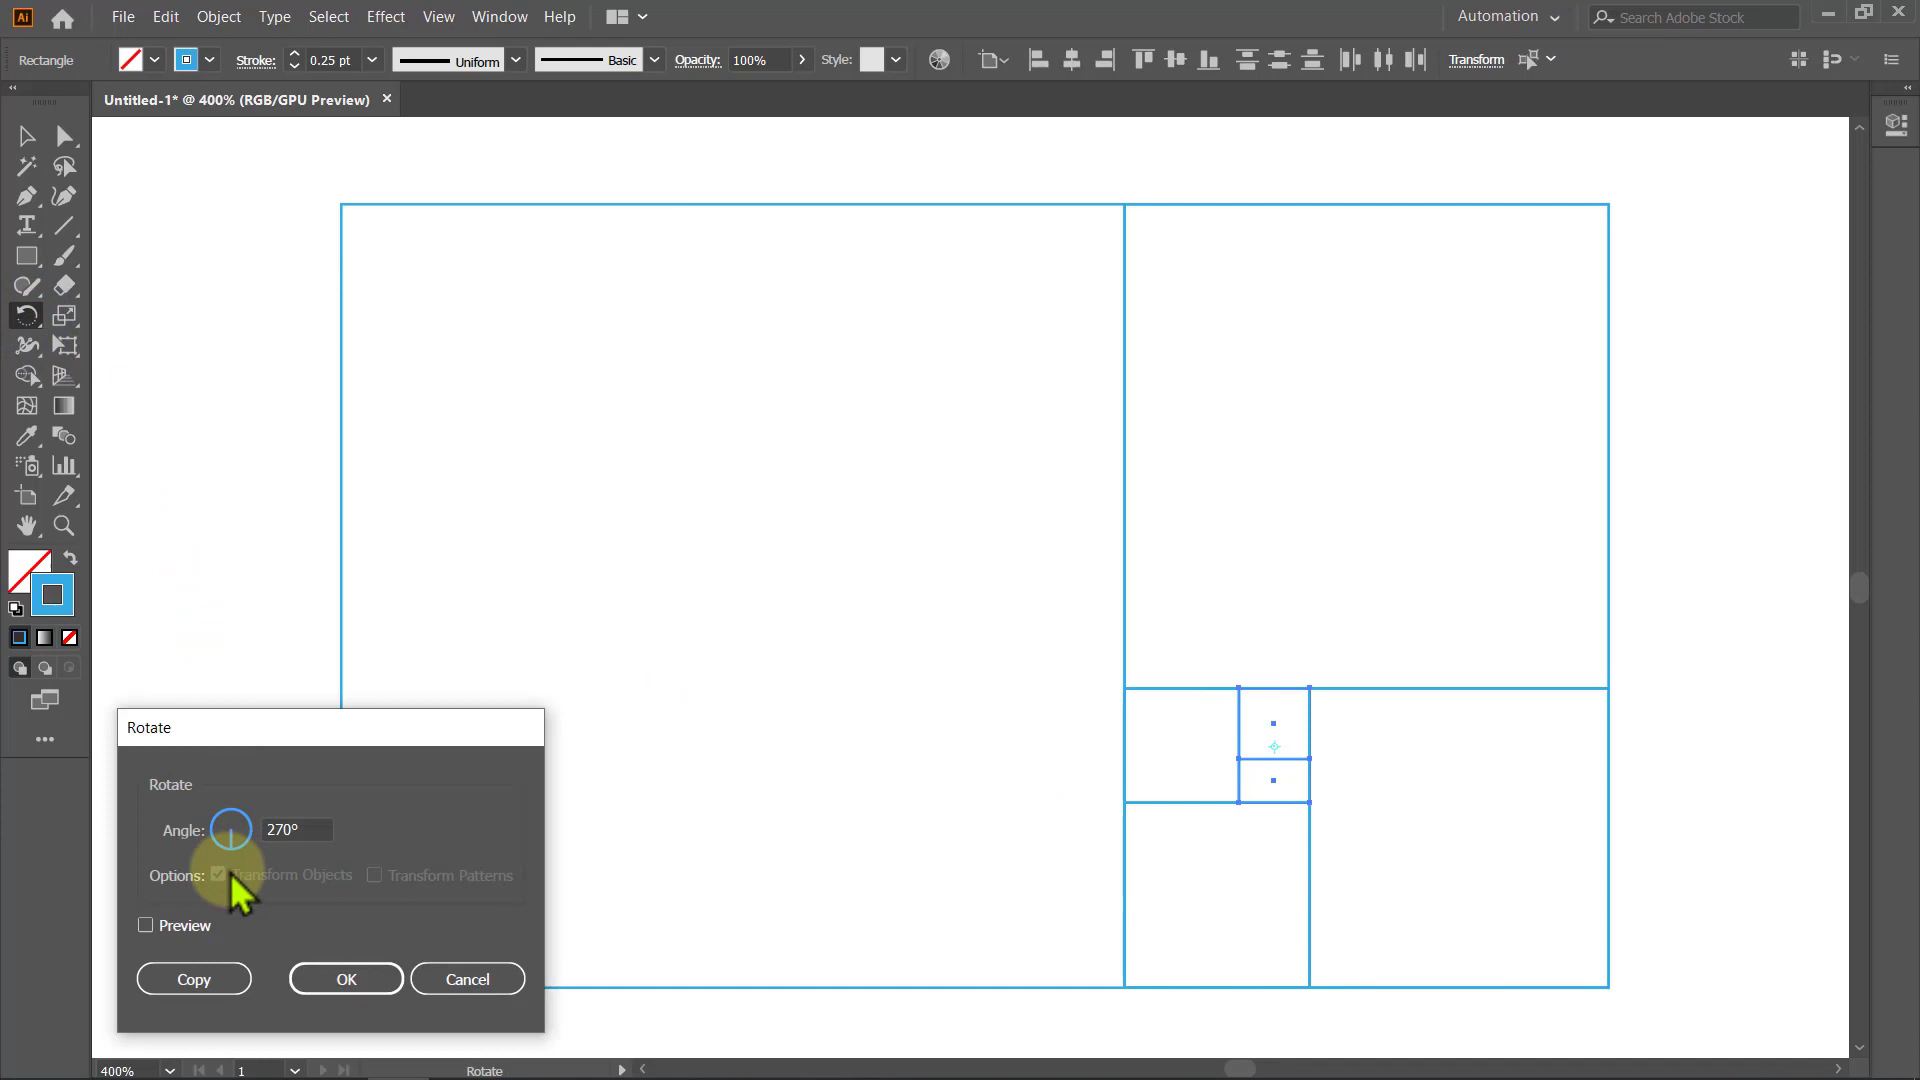 Ai File Edit Object Type Select Effect View Window Help Automation Search Adobe Stock
Rectangle Stroke: 0.25 pt Uniform Basic Opacity: 100% Style: Transform
Untitled-1* @ 400% (RGB/GPU Preview)
Rotate
Rotate
Angle: 270°
Options: Transform Objects Transform Patterns
Preview
Copy OK Cancel
400% 1 Rotate